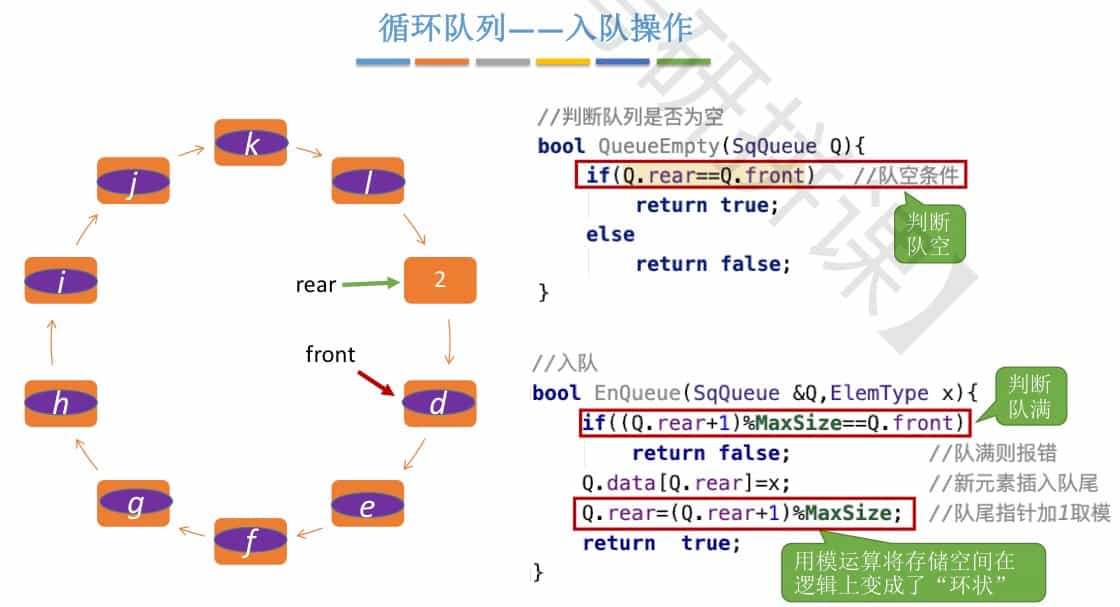 循环队列——入队操作
k
j
l
i
rear
2
front
h
d
g
e
f
//判断队列是否为空
bool QueueEmpty(SqQueue Q){
if(Q.rear==Q.front) //队空条件
return true;
else
return false;
}
判断
队空
//入队
bool EnQueue(SqQueue &Q,ElemType x){
if((Q.rear+1)%MaxSize==Q.front)
return false; //队满则报错
Q.data[Q.rear]=x; //新元素插入队尾
Q.rear=(Q.rear+1)%MaxSize; //队尾指针加1取模
return true;
}
判断
队满
用模运算将存储空间在
逻辑上变成了“环状”
研拼课】